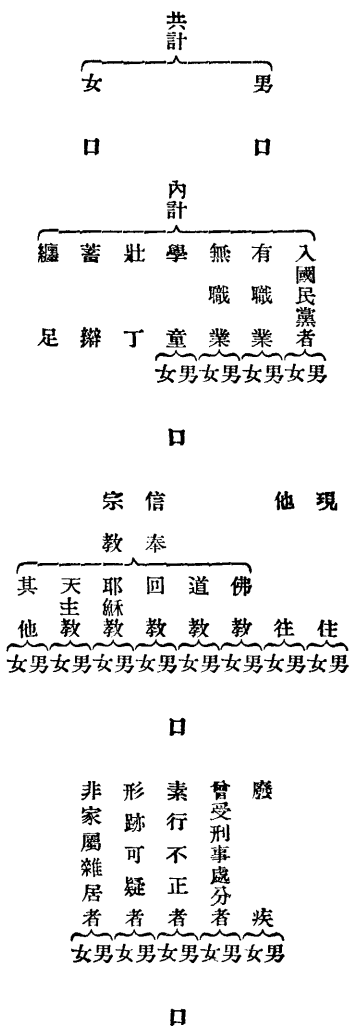 共計
男 口
女 口
內計
入國民黨者 男 女
有職業 男 女
無職業 男 女
學童 男 女
壯丁
蓄辮
纏足
口
現住 男 女
他往 男 女
信奉宗教
佛教 男 女
道教 男 女
回教 男 女
耶穌教 男 女
天主教 男 女
其他 男 女
口
廢疾 男 女
曾受刑事處分者 男 女
素行不正者 男 女
形跡可疑者 男 女
非家屬雜居者 男 女
口